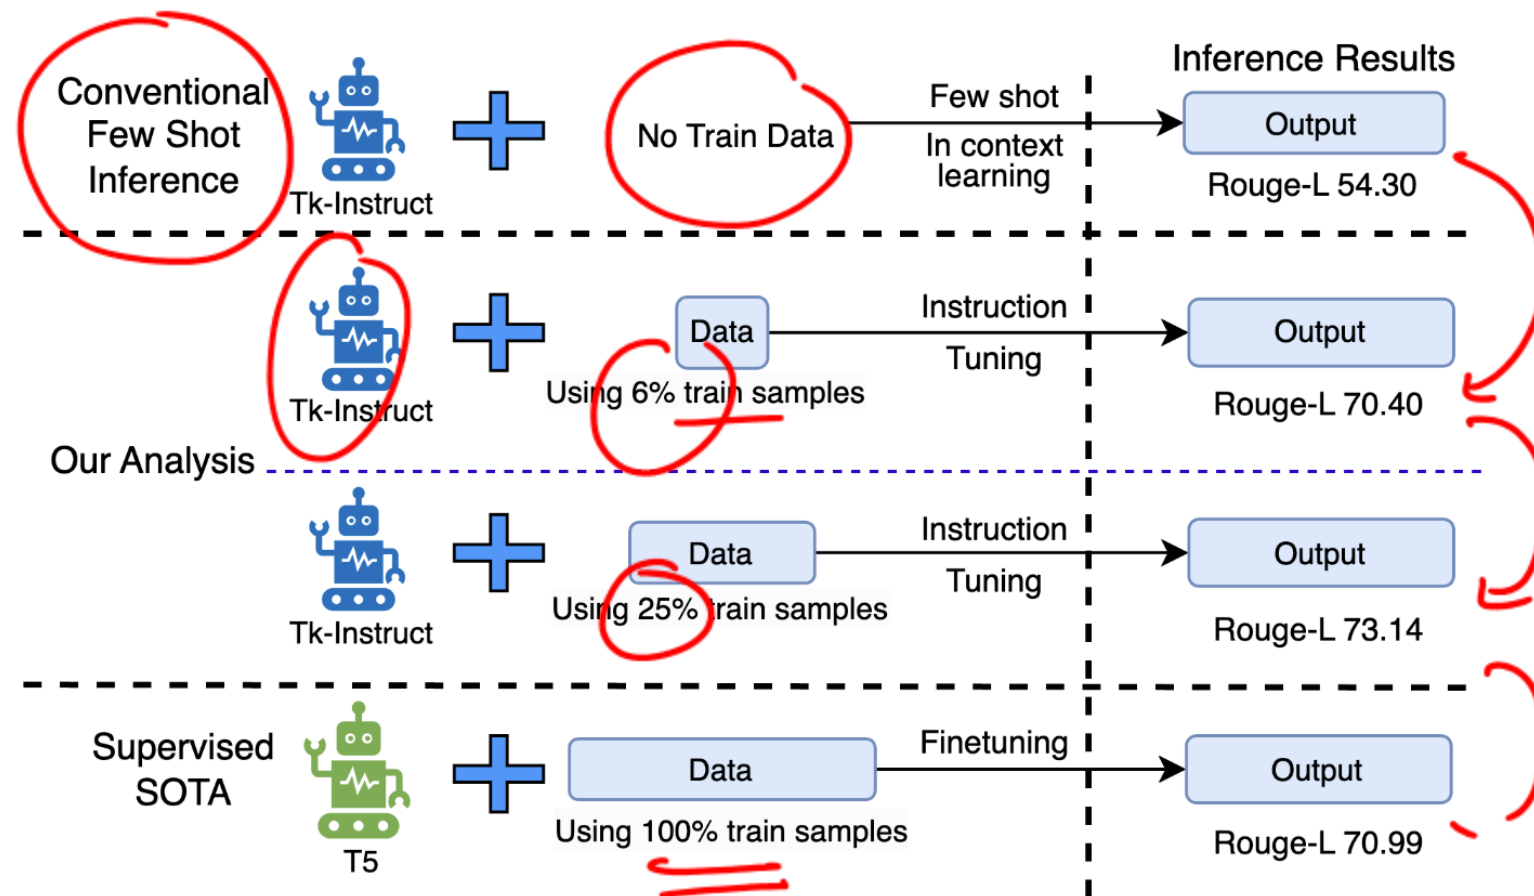 Inference Results
Conventional
Few Shot
Inference
Tk-Instruct
No Train Data
Few shot
In context
learning
Output
Rouge-L 54.30
Our Analysis
Tk-Instruct
Data
Using 6% train samples
Instruction
Tuning
Output
Rouge-L 70.40
Tk-Instruct
Data
Using 25% train samples
Instruction
Tuning
Output
Rouge-L 73.14
Supervised
SOTA
T5
Data
Using 100% train samples
Finetuning
Output
Rouge-L 70.99